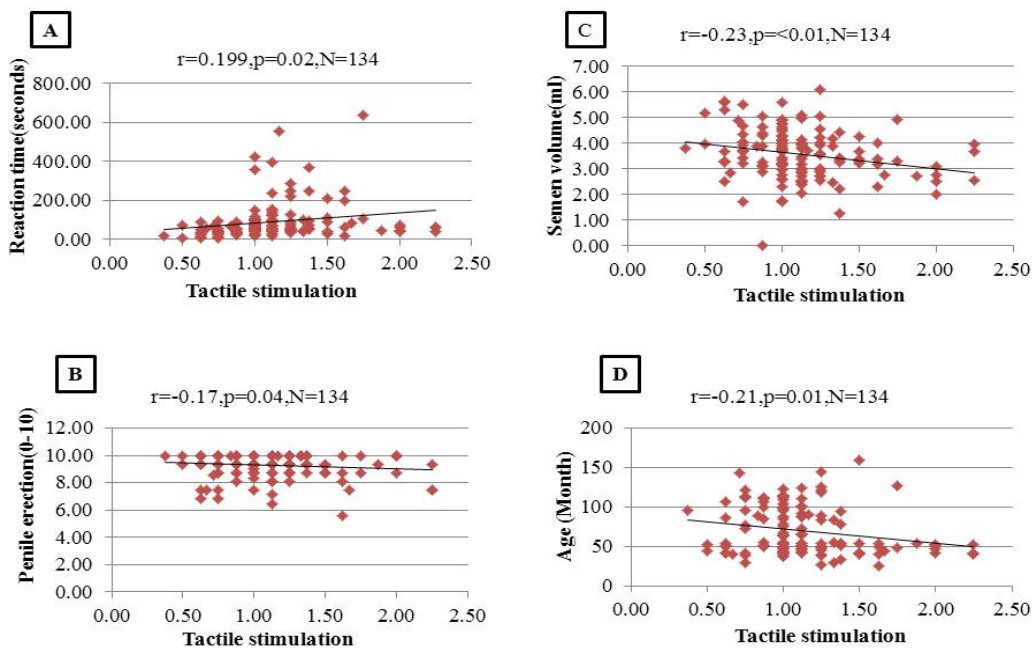 A
r=0.199,p=0.02,N=134
Reaction time(seconds)
800.00
600.00
400.00
200.00
0.00
0.00 0.50 1.00 1.50 2.00 2.50
Tactile stimulation
B
r=-0.17,p=0.04,N=134
Penile erection(0-10)
12.00
10.00
8.00
6.00
4.00
2.00
0.00
0.00 0.50 1.00 1.50 2.00 2.50
Tactile stimulation
C
r=-0.23,p=<0.01,N=134
Semen volume(ml)
7.00
6.00
5.00
4.00
3.00
2.00
1.00
0.00
0.00 0.50 1.00 1.50 2.00 2.50
Tactile stimulation
D
r=-0.21,p=0.01,N=134
Age (Month)
200
150
100
50
0
0.00 0.50 1.00 1.50 2.00 2.50
Tactile stimulation